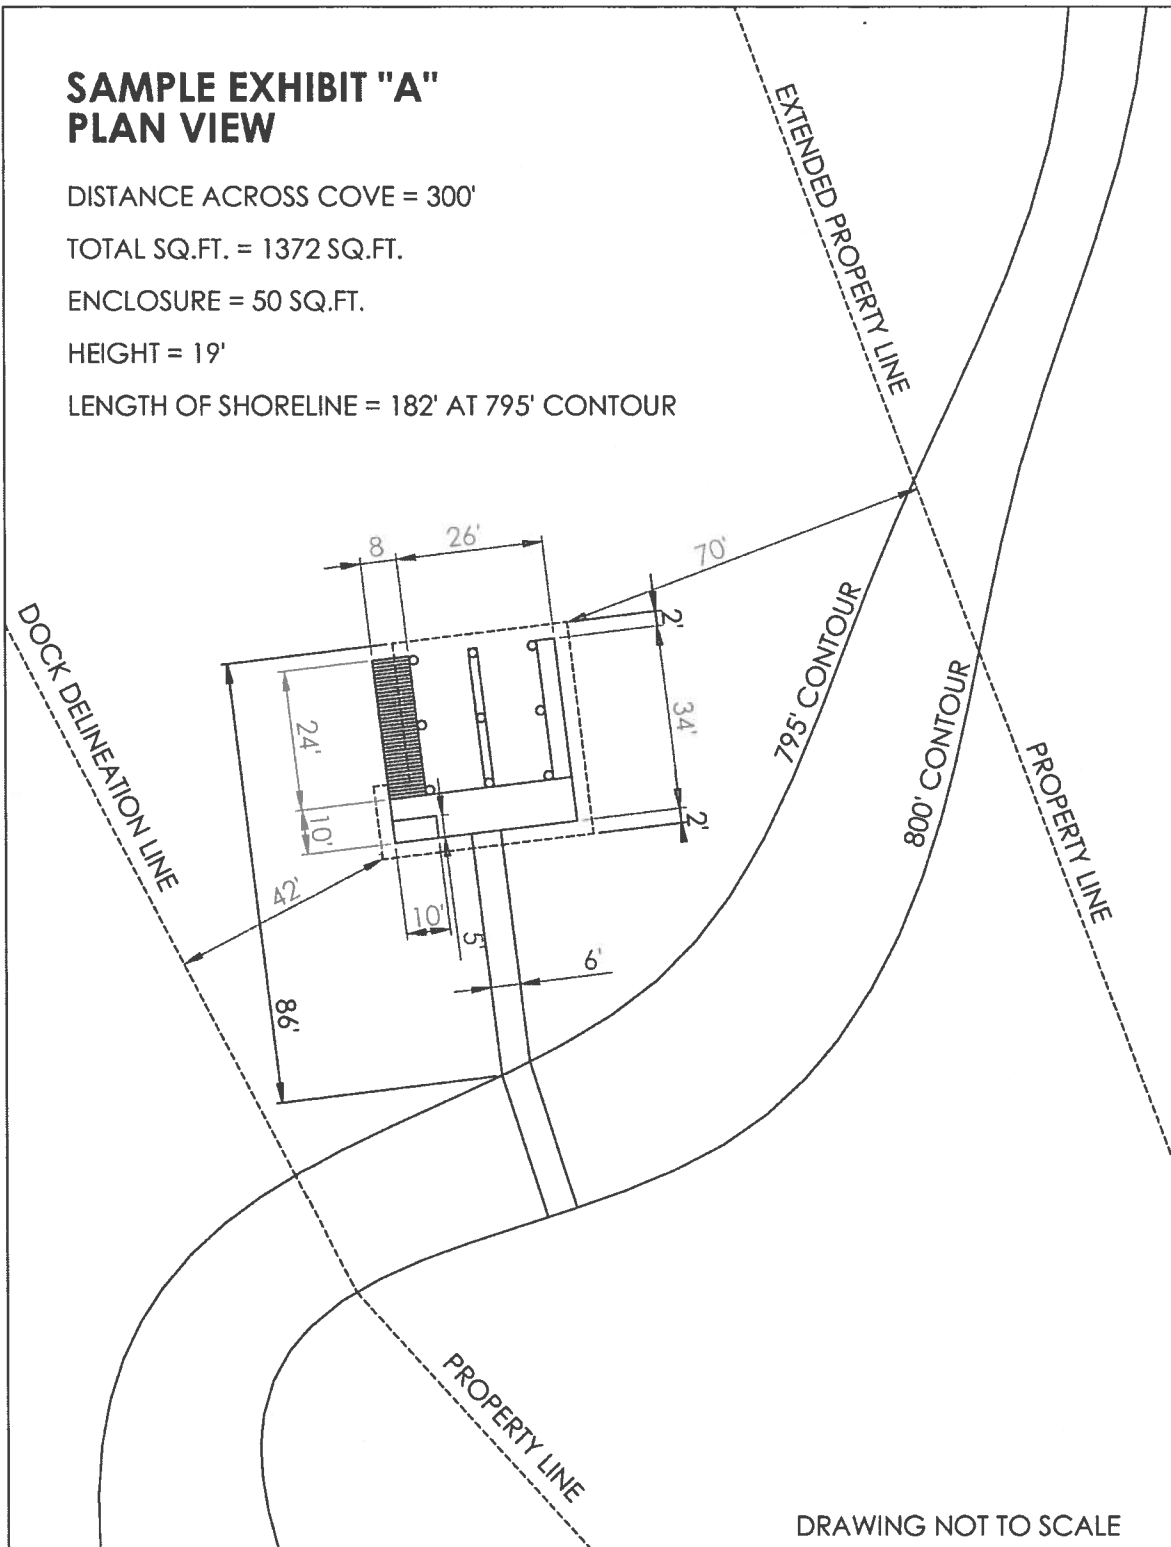 SAMPLE EXHIBIT "A"
PLAN VIEW
DISTANCE ACROSS COVE = 300'
TOTAL SQ.FT. = 1372 SQ.FT.
ENCLOSURE = 50 SQ.FT.
HEIGHT = 19'
LENGTH OF SHORELINE = 182' AT 795' CONTOUR
EXTENDED PROPERTY LINE
8
26'
70'
2'
34'
2'
24'
10'
42'
10'
5'
6'
86'
DOCK DELINEATION LINE
795' CONTOUR
800' CONTOUR
PROPERTY LINE
PROPERTY LINE
DRAWING NOT TO SCALE